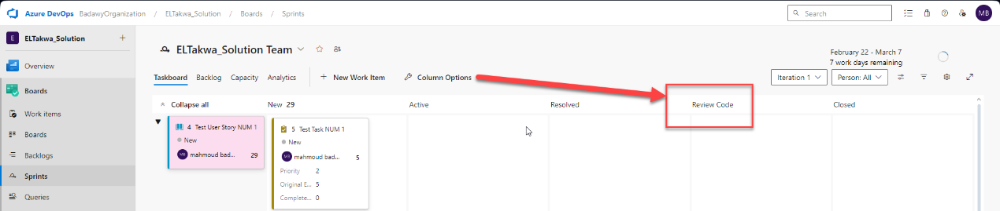 Azure DevOps BadawyOrganization / ELTakwa_Solution / Boards / Sprints
Search
MB
E ELTakwa_Solution +
Overview
Boards
Work items
Boards
Backlogs
Sprints
Queries
ELTakwa_Solution Team
February 22 - March 7
7 work days remaining
Taskboard Backlog Capacity Analytics + New Work Item Column Options
Iteration 1 Person: All
Collapse all New 29 Active Resolved Review Code Closed
4 Test User Story NUM 1
New
MB mahmoud bad... 29
5 Test Task NUM 1
New
MB mahmoud bad... 5
Priority 2
Original E... 5
Complete... 0